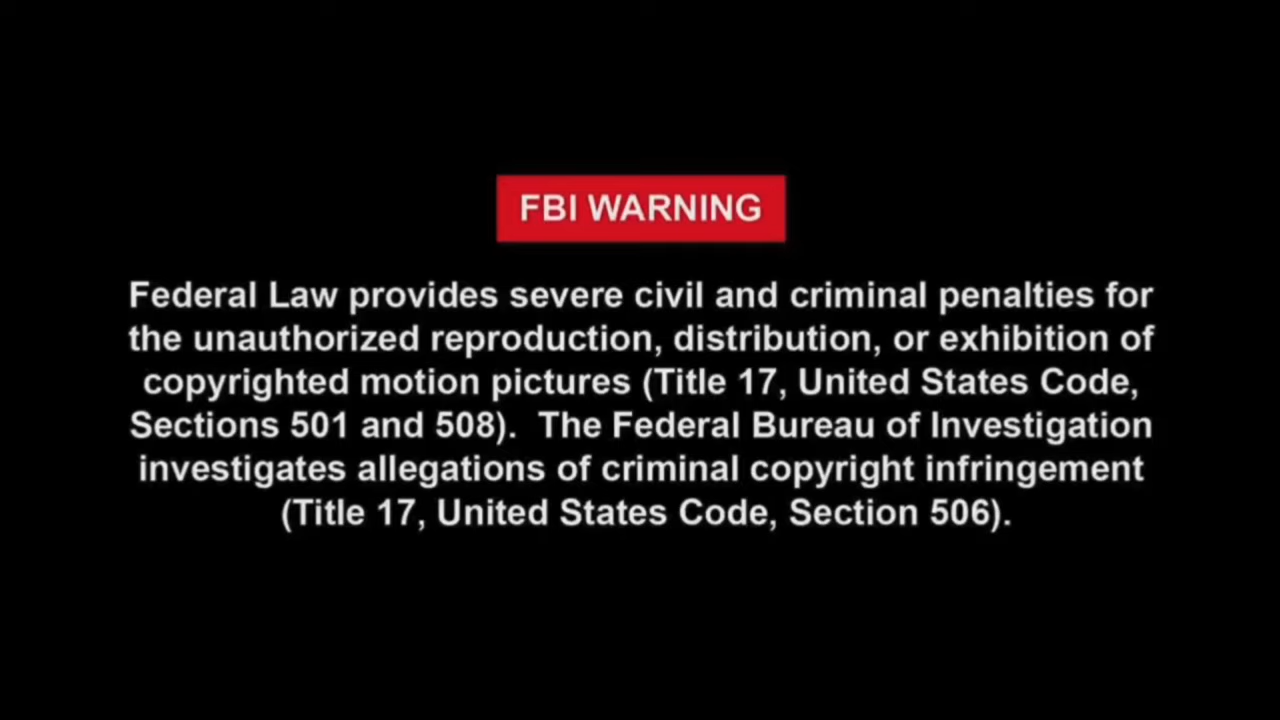 FBI WARNING
Federal Law provides severe civil and criminal penalties for
the unauthorized reproduction, distribution, or exhibition of
copyrighted motion pictures (Title 17, United States Code,
Sections 501 and 508).  The Federal Bureau of Investigation
investigates allegations of criminal copyright infringement
(Title 17, United States Code, Section 506).